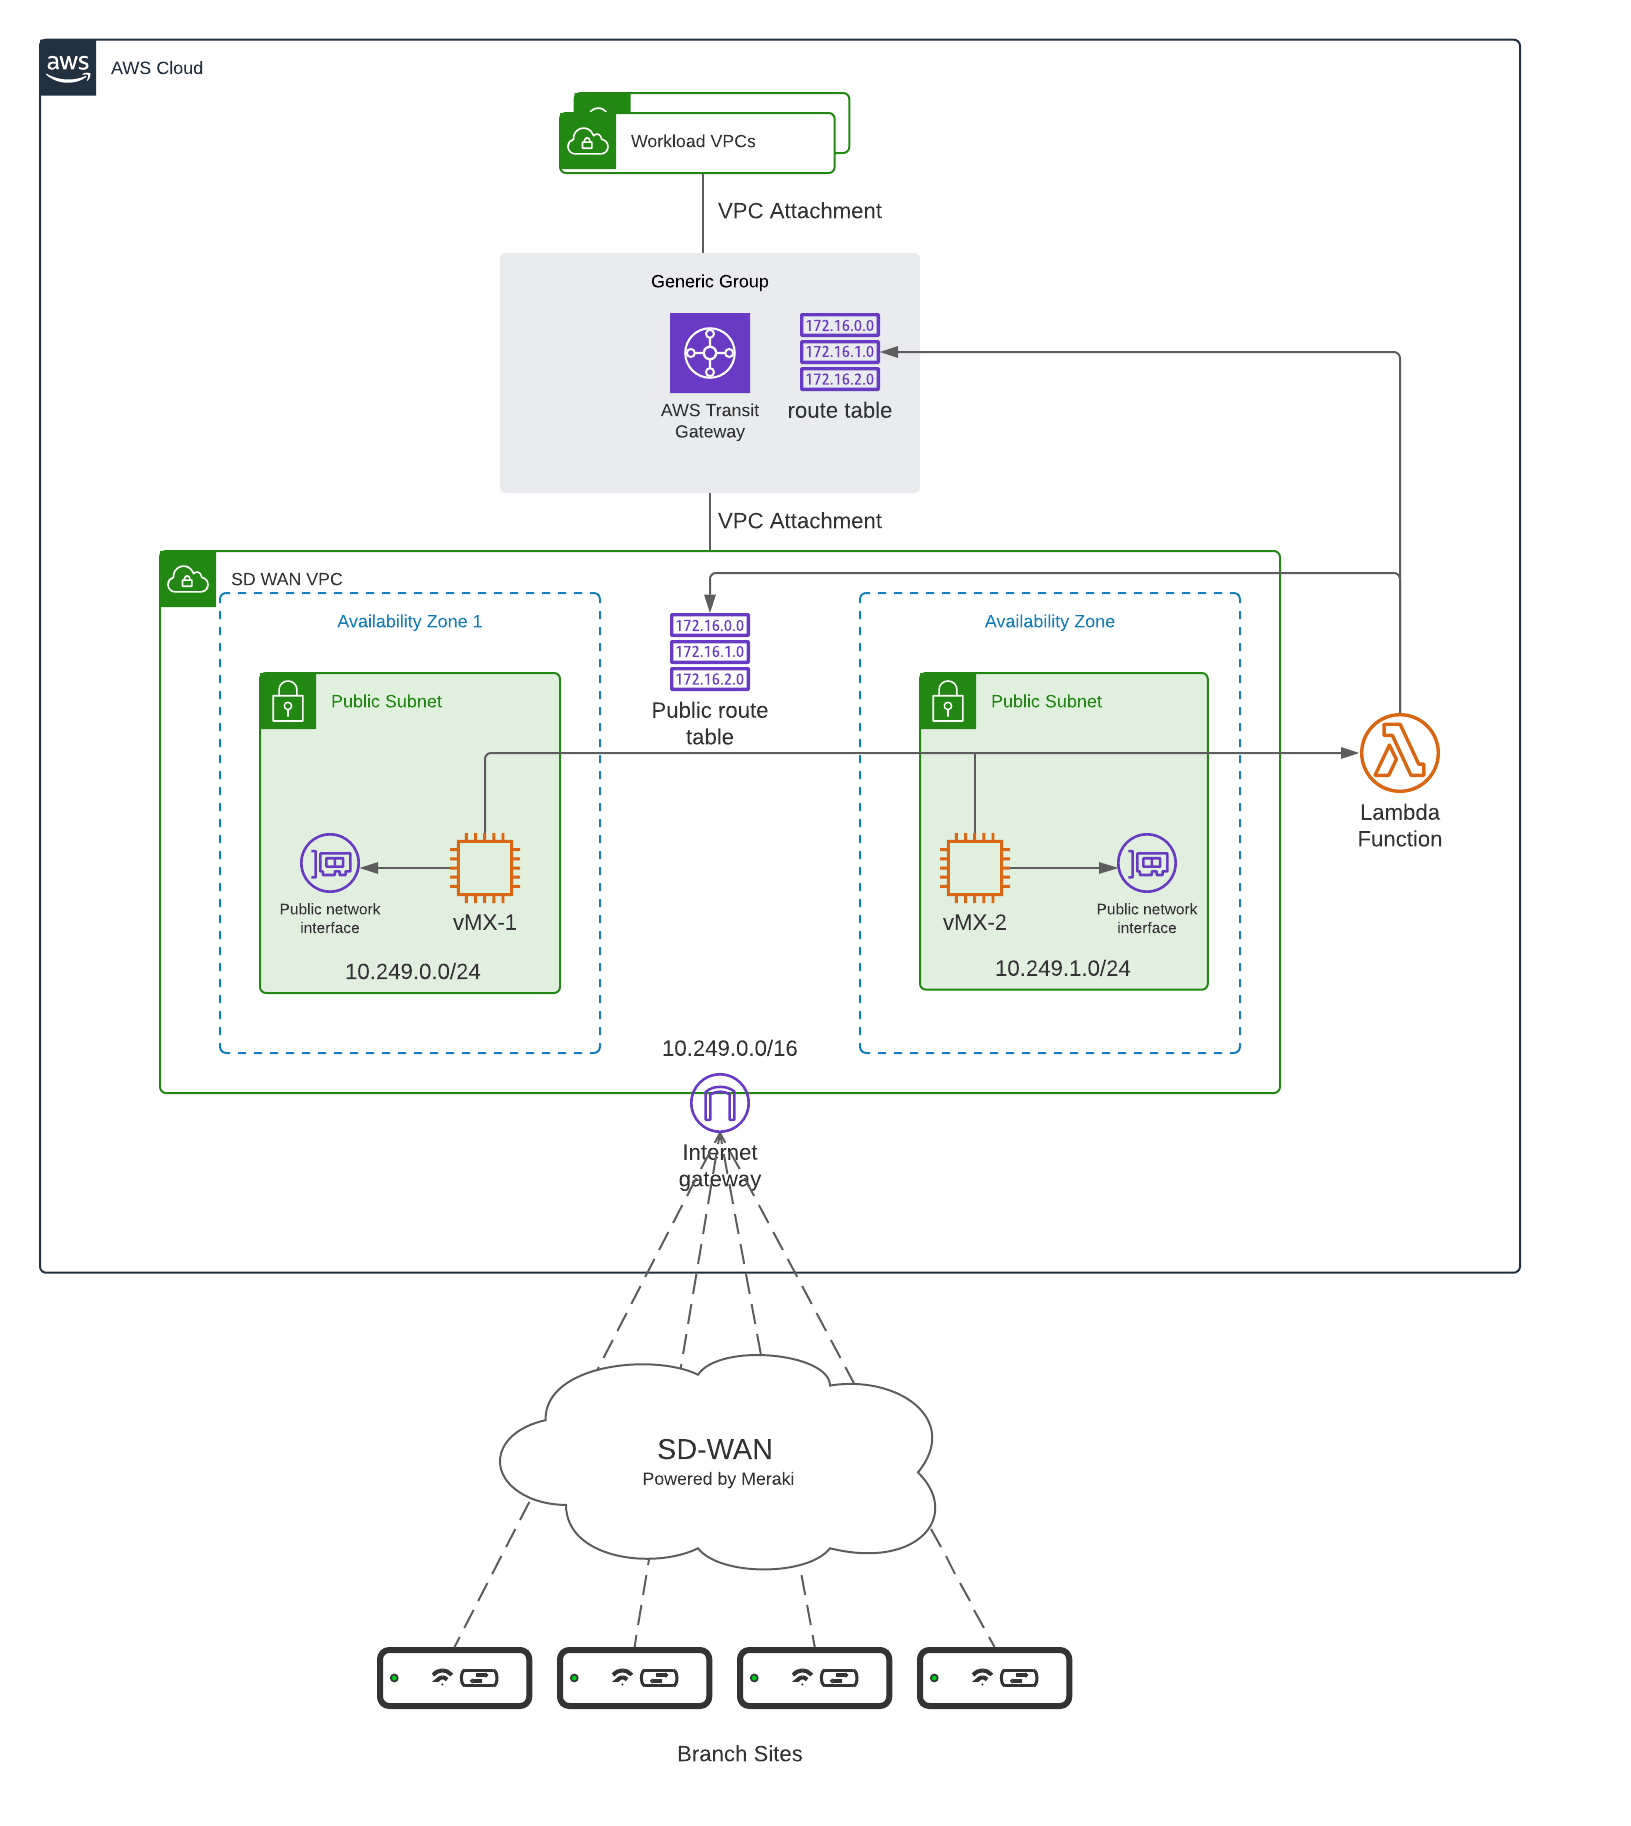 aws
AWS Cloud
Workload VPCs
VPC Attachment
Generic Group
172.16.0.0
172.16.1.0
172.16.2.0
AWS Transit
Gateway
route table
VPC Attachment
SD WAN VPC
Availability Zone 1
172.16.0.0
172.16.1.0
172.16.2.0
Public route
table
Availability Zone
Public Subnet
Public Subnet
Lambda
Function
Public network
interface
vMX-1
10.249.0.0/24
vMX-2
Public network
interface
10.249.1.0/24
10.249.0.0/16
Internet
gateway
SD-WAN
Powered by Meraki
Branch Sites